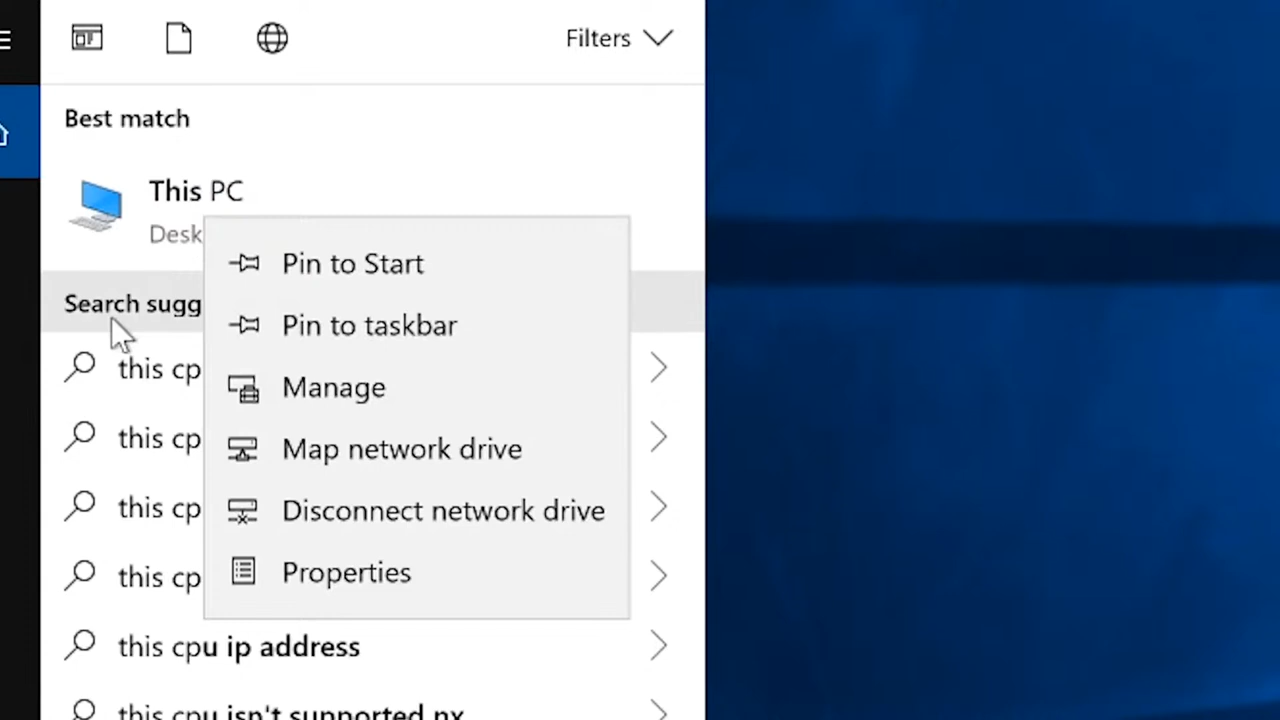 Filters
Best match
This PC
Desk
Pin to Start
Search sugg
Pin to taskbar
this cp
Manage
this cp
Map network drive
this cp
Disconnect network drive
this cp
Properties
this cpu ip address
this cpu isn't supported nx